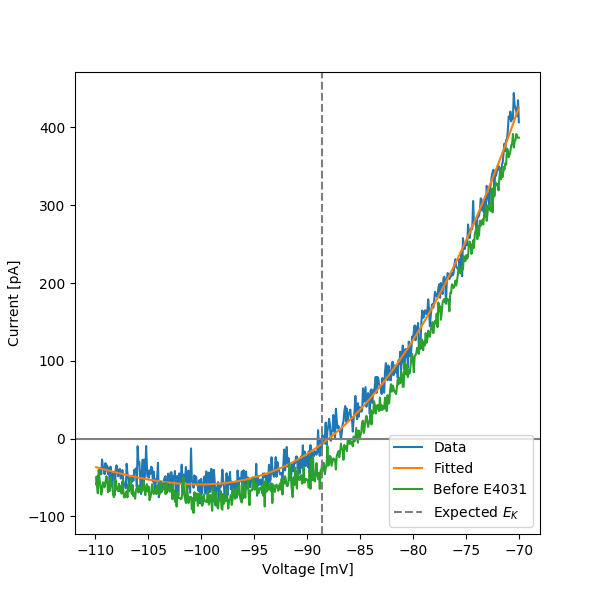 Current [pA]
400
300
200
100
0
−100
−110
−105
−100
−95
−90
−85
−80
−75
−70
Voltage [mV]
Data
Fitted
Before E4031
Expected E_K